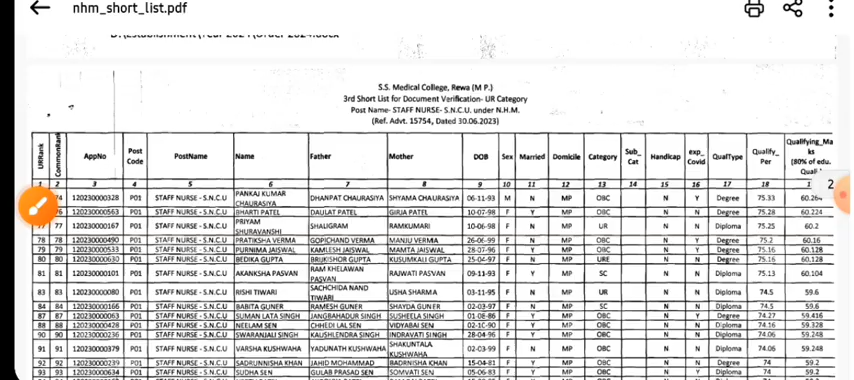 nhm_short_list.pdf
S.S. Medical College, Rewa (M P.)
3rd Short List for Document Verification- UR Category
Post Name- STAFF NURSE- S.N.C.U. under N.H.M.
(Ref. Advt. 15754, Dated 30.06.2023)
URRank CommonRank AppNo Post Code PostName Name Father Mother DOB Sex Married Domicile Category Sub_Cat Handicap exp_Covid QualType Qualify_Per Qualifying_Ma ks (80% of edu.
1 2 3 4 5 6 7 8 9 10 11 12 13 14 15 16 17 18
74 120230000328 P01 STAFF NURSE - S.N.C.U PANKAJ KUMAR CHAURASIYA DHANPAT CHAURASIYA SHYAMA CHAURASIYA 06-11-93 M N MP OBC N Y Degree 75.33 60.264 2
76 120230000563 P01 STAFF NURSE - S.N.C.U BHARTI PATEL DAULAT PATEL GIRJA PATEL 10-07-98 F Y MP OBC N Y Degree 75.28 60.224
77 77 120230000167 P01 STAFF NURSE - S.N.C.U PRIYAM SHURAVANSHI SHALIGRAM RAMKUMARI 10-06-98 F N MP UR N Y Diploma 75.25 60.2
78 78 120230000490 P01 STAFF NURSE - S.N.C.U PRATIKSHA VERMA GOPICHAND VERMA MANJU VERMA 26-06-99 F N MP OBC N Y Degree 75.2 60.16
79 79 120230000533 P01 STAFF NURSE - S.N.C.U PURNIMA JAISWAL KAMLESH JAISWAL MAMTA JAISWAL 28-07-96 F Y MP OBC N N Degree 75.16 60.128
80 80 120230000630 P01 STAFF NURSE - S.N.C.U BEDIKA GUPTA BRIJKISHOR GUPTA KUSUMKALI GUPTA 25-04-97 F N MP URE N Y Degree 75.16 60.128
81 81 120230000101 P01 STAFF NURSE - S.N.C.U AKANKSHA PASVAN RAM KHELAWAN PASVAN RAJWATI PASVAN 09-11-93 F Y MP SC N Y Diploma 75.13 60.104
83 83 120230000080 P01 STAFF NURSE - S.N.C.U RISHI TIWARI SACHCHIDA NAND TIWARI USHA SHARMA 03-11-95 F N MP UR N Y Diploma 74.5 59.6
84 84 120230000166 P01 STAFF NURSE - S.N.C.U BABITA GUNER RAMESH GUNER SHAYDA GUNER 02-03-97 F N MP SC N Y Diploma 74.5 59.6
87 87 120230000063 P01 STAFF NURSE - S.N.C.U SUMAN LATA SINGH JANGBAHADUR SINGH SUSHEELA SINGH 01-08-86 F Y MP OBC N Y Degree 74.27 59.416
88 88 120230000428 P01 STAFF NURSE - S.N.C.U NEELAM SEN CHHEDI LAL SEN VIDYABAI SEN 02-10-90 F Y MP OBC N Y Diploma 74.16 59.328
90 90 120230000236 P01 STAFF NURSE - S.N.C.U SWARANJALI SINGH KAUSHLENDRA SINGH INDRAVATI SINGH 28-04-96 F Y MP OBC N N Diploma 74.06 59.248
91 91 120230000379 P01 STAFF NURSE - S.N.C.U VARSHA KUSHWAHA YADUNATH KUSHWAHA SHAKUNTALA KUSHWAHA 02-03-99 F N MP OBC N Y Diploma 74.06 59.248
92 92 120230000239 P01 STAFF NURSE - S.N.C.U SADRUNNISHA KHAN JAHID MOHAMMAD BADRNISHA KHAN 15-04-81 F Y MP OBC N Y Diploma 74 59.2
93 93 120230000634 P01 STAFF NURSE - S.N.C.U SUDHA SEN GULAB PRASAD SEN SOMVATI SEN 05-06-83 F Y MP OBC N Y Diploma 74 59.2